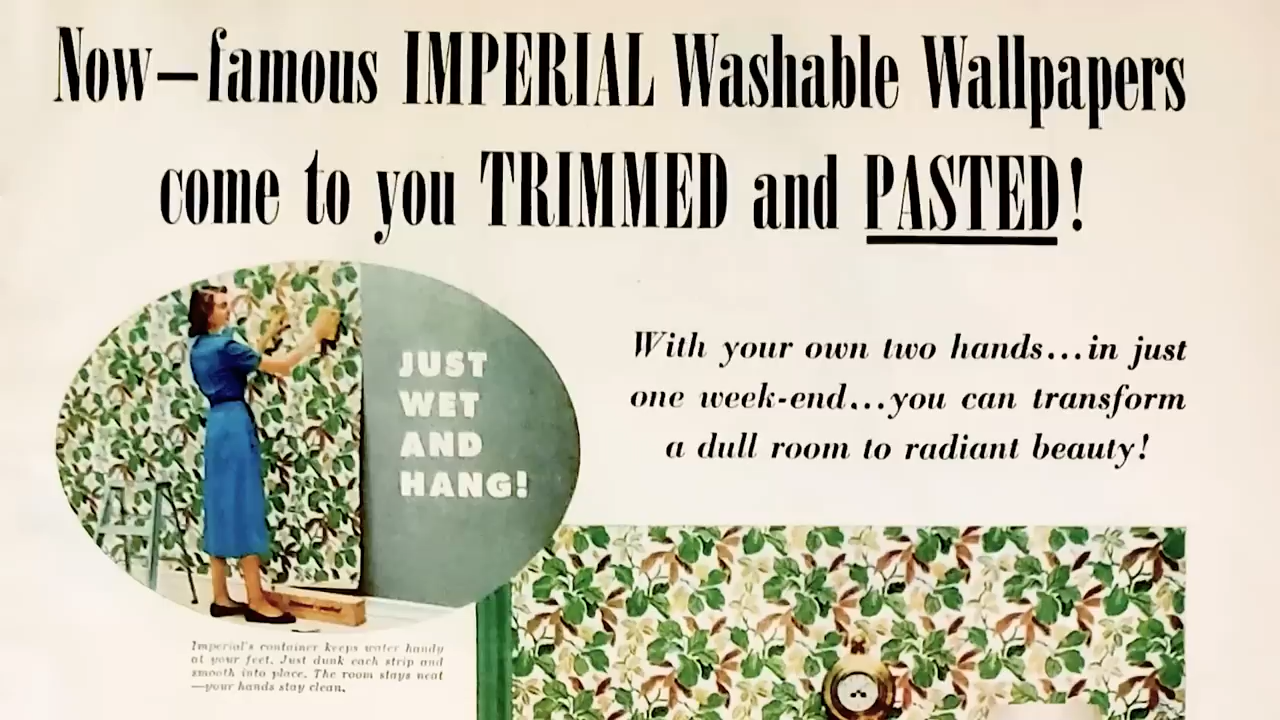 Now—famous IMPERIAL Washable Wallpapers
come to you TRIMMED and PASTED!
JUST
WET
AND
HANG!
With your own two hands...in just
one week-end...you can transform
a dull room to radiant beauty!
Imperial's container keeps water handy
at your feet. Just dunk each strip and
smooth into place. The room stays neat
—your hands stay clean.